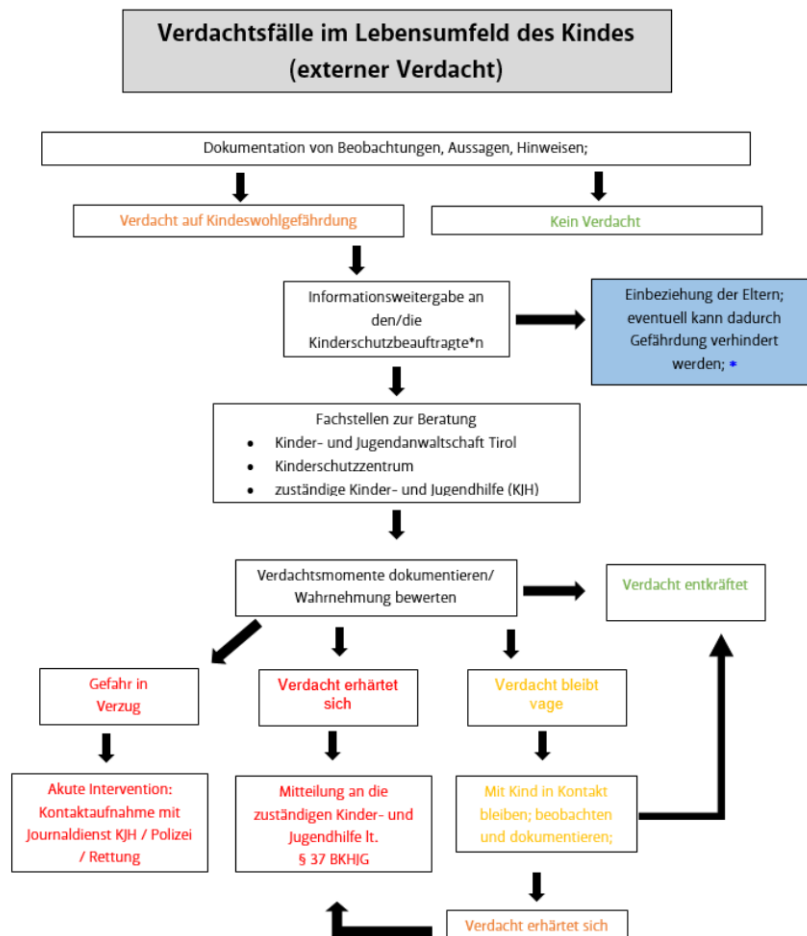 Verdachtsfälle im Lebensumfeld des Kindes
(externer Verdacht)
Dokumentation von Beobachtungen, Aussagen, Hinweisen;
Verdacht auf Kindeswohlgefährdung
Kein Verdacht
Informationsweitergabe an
den/die
Kinderschutzbeauftragte*n
Einbeziehung der Eltern;
eventuell kann dadurch
Gefährdung verhindert
werden; *
Fachstellen zur Beratung
• Kinder- und Jugendanwaltschaft Tirol
• Kinderschutzzentrum
• zuständige Kinder- und Jugendhilfe (KJH)
Verdachtsmomente dokumentieren/
Wahrnehmung bewerten
Verdacht entkräftet
Gefahr in
Verzug
Verdacht erhärtet
sich
Verdacht bleibt
vage
Akute Intervention:
Kontaktaufnahme mit
Journaldienst KJH / Polizei
/ Rettung
Mitteilung an die
zuständigen Kinder- und
Jugendhilfe lt.
§ 37 BKHJG
Mit Kind in Kontakt
bleiben; beobachten
und dokumentieren;
Verdacht erhärtet sich